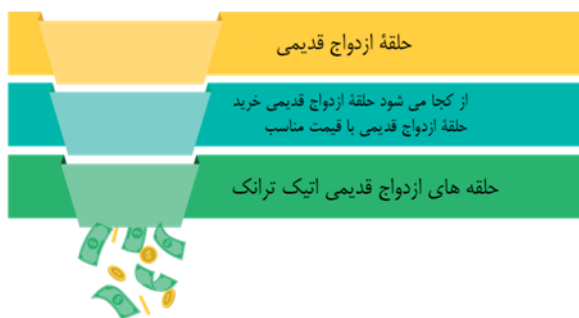 حلقهٔ ازدواج قدیمی
از کجا می شود حلقهٔ ازدواج قدیمی خرید
حلقهٔ ازدواج قدیمی با قیمت مناسب
حلقه های ازدواج قدیمی اتیک ترانک